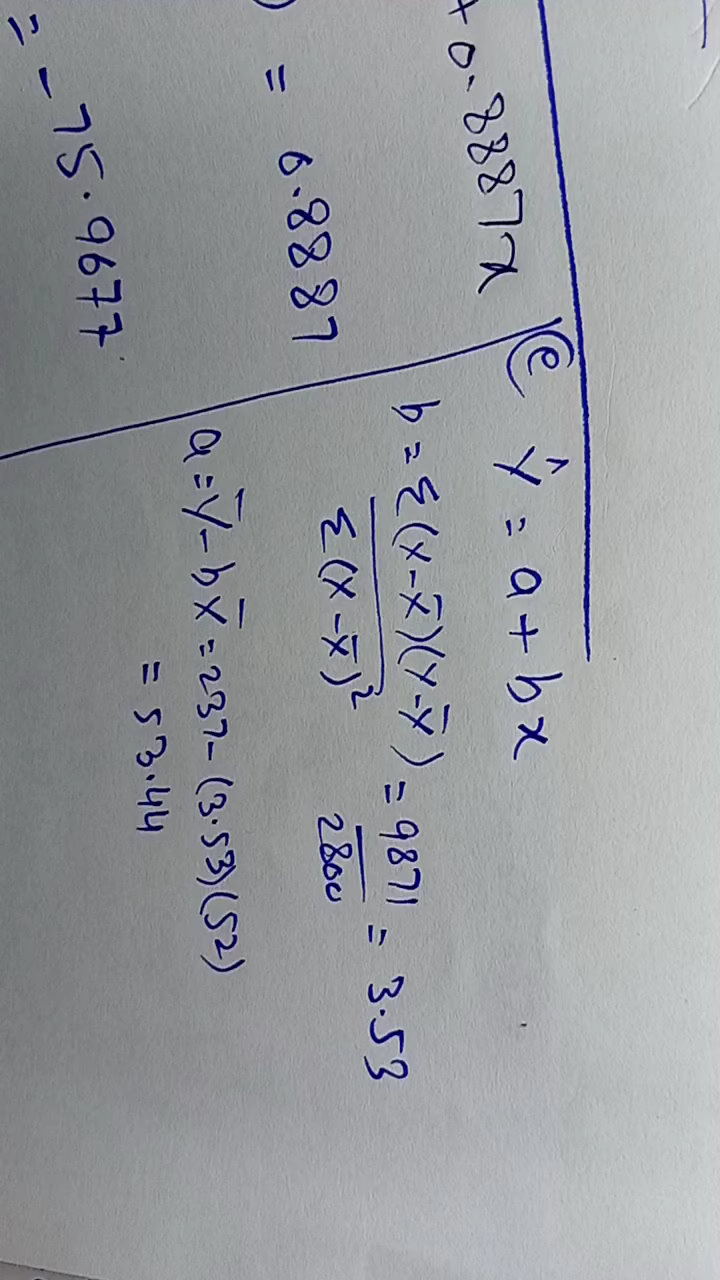 + 0.8887x
= 0.8887
= -75.9677
(e) Ŷ = a + bx
b = Σ(x-x̅)(y-y̅) = 9871 = 3.53
Σ(x-x̅)² 2800
a = y̅ - bx̅ = 237 - (3.53)(52)
= 53.44